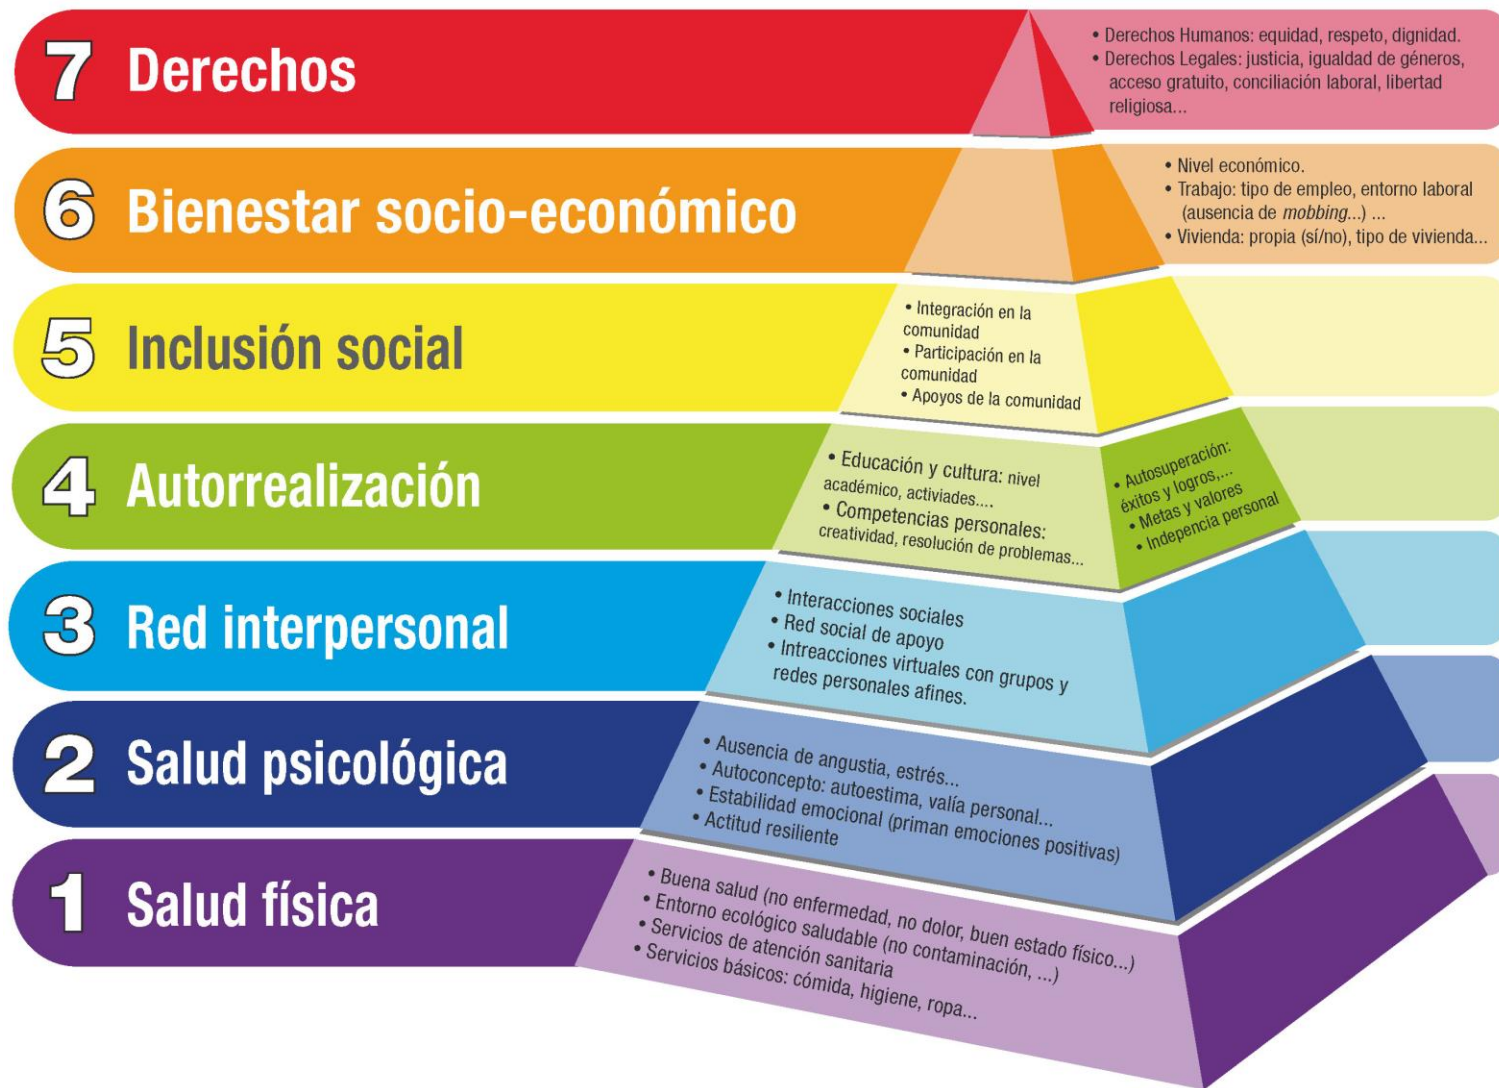 7 Derechos
• Derechos Humanos: equidad, respeto, dignidad.
• Derechos Legales: justicia, igualdad de géneros,
acceso gratuito, conciliación laboral, libertad
religiosa...
6 Bienestar socio-económico
• Nivel económico.
• Trabajo: tipo de empleo, entorno laboral
(ausencia de mobbing...) ...
• Vivienda: propia (sí/no), tipo de vivienda...
5 Inclusión social
• Integración en la
comunidad
• Participación en la
comunidad
• Apoyos de la comunidad
4 Autorrealización
• Educación y cultura: nivel
académico, activiades....
• Competencias personales:
creatividad, resolución de problemas...
• Autosuperación:
éxitos y logros,...
• Metas y valores
• Indepencia personal
3 Red interpersonal
• Interacciones sociales
• Red social de apoyo
• Intreacciones virtuales con grupos y
redes personales afines.
2 Salud psicológica
• Ausencia de angustia, estrés...
• Autoconcepto: autoestima, valía personal...
• Estabilidad emocional (priman emociones positivas)
• Actitud resiliente
1 Salud física
• Buena salud (no enfermedad, no dolor, buen estado físico...)
• Entorno ecológico saludable (no contaminación, ...)
• Servicios de atención sanitaria
• Servicios básicos: cómida, higiene, ropa...